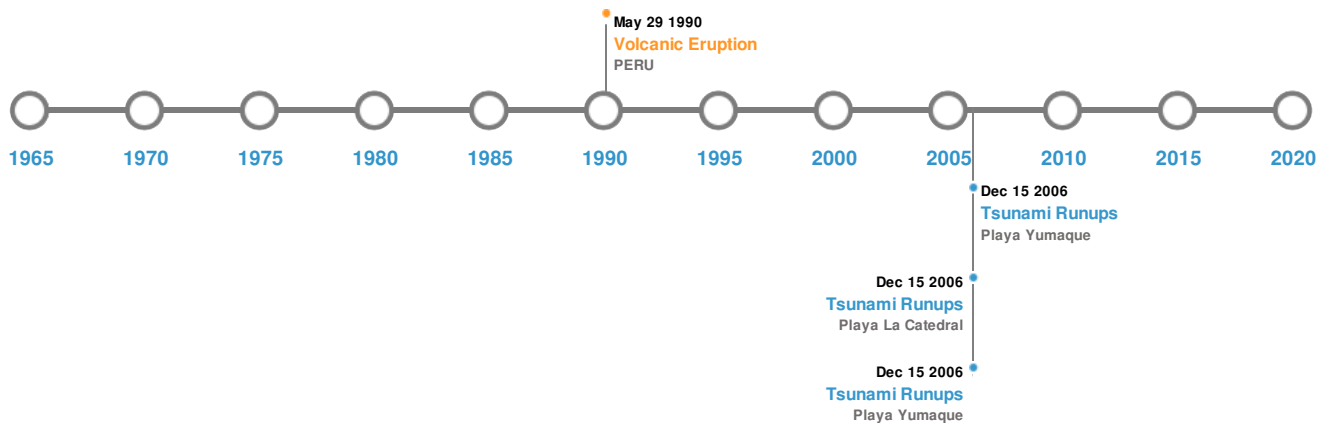 May 29 1990
Volcanic Eruption
PERU
1965 1970 1975 1980 1985 1990 1995 2000 2005 2010 2015 2020
Dec 15 2006
Tsunami Runups
Playa Yumaque
Dec 15 2006
Tsunami Runups
Playa La Catedral
Dec 15 2006
Tsunami Runups
Playa Yumaque